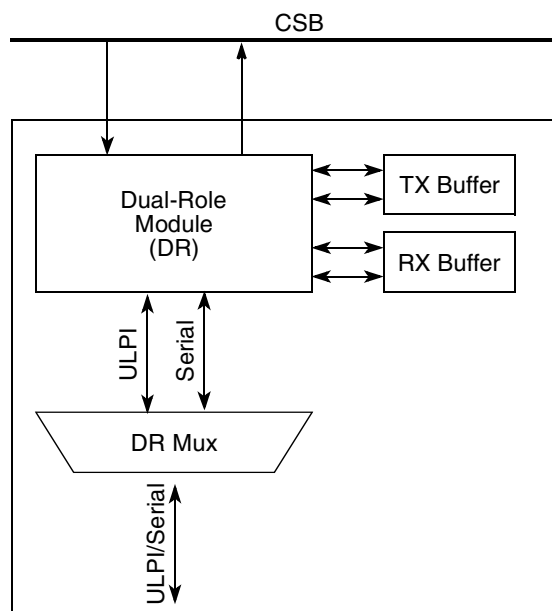 CSB
Dual-Role
Module
(DR)
TX Buffer
RX Buffer
ULPI
Serial
DR Mux
ULPI/Serial